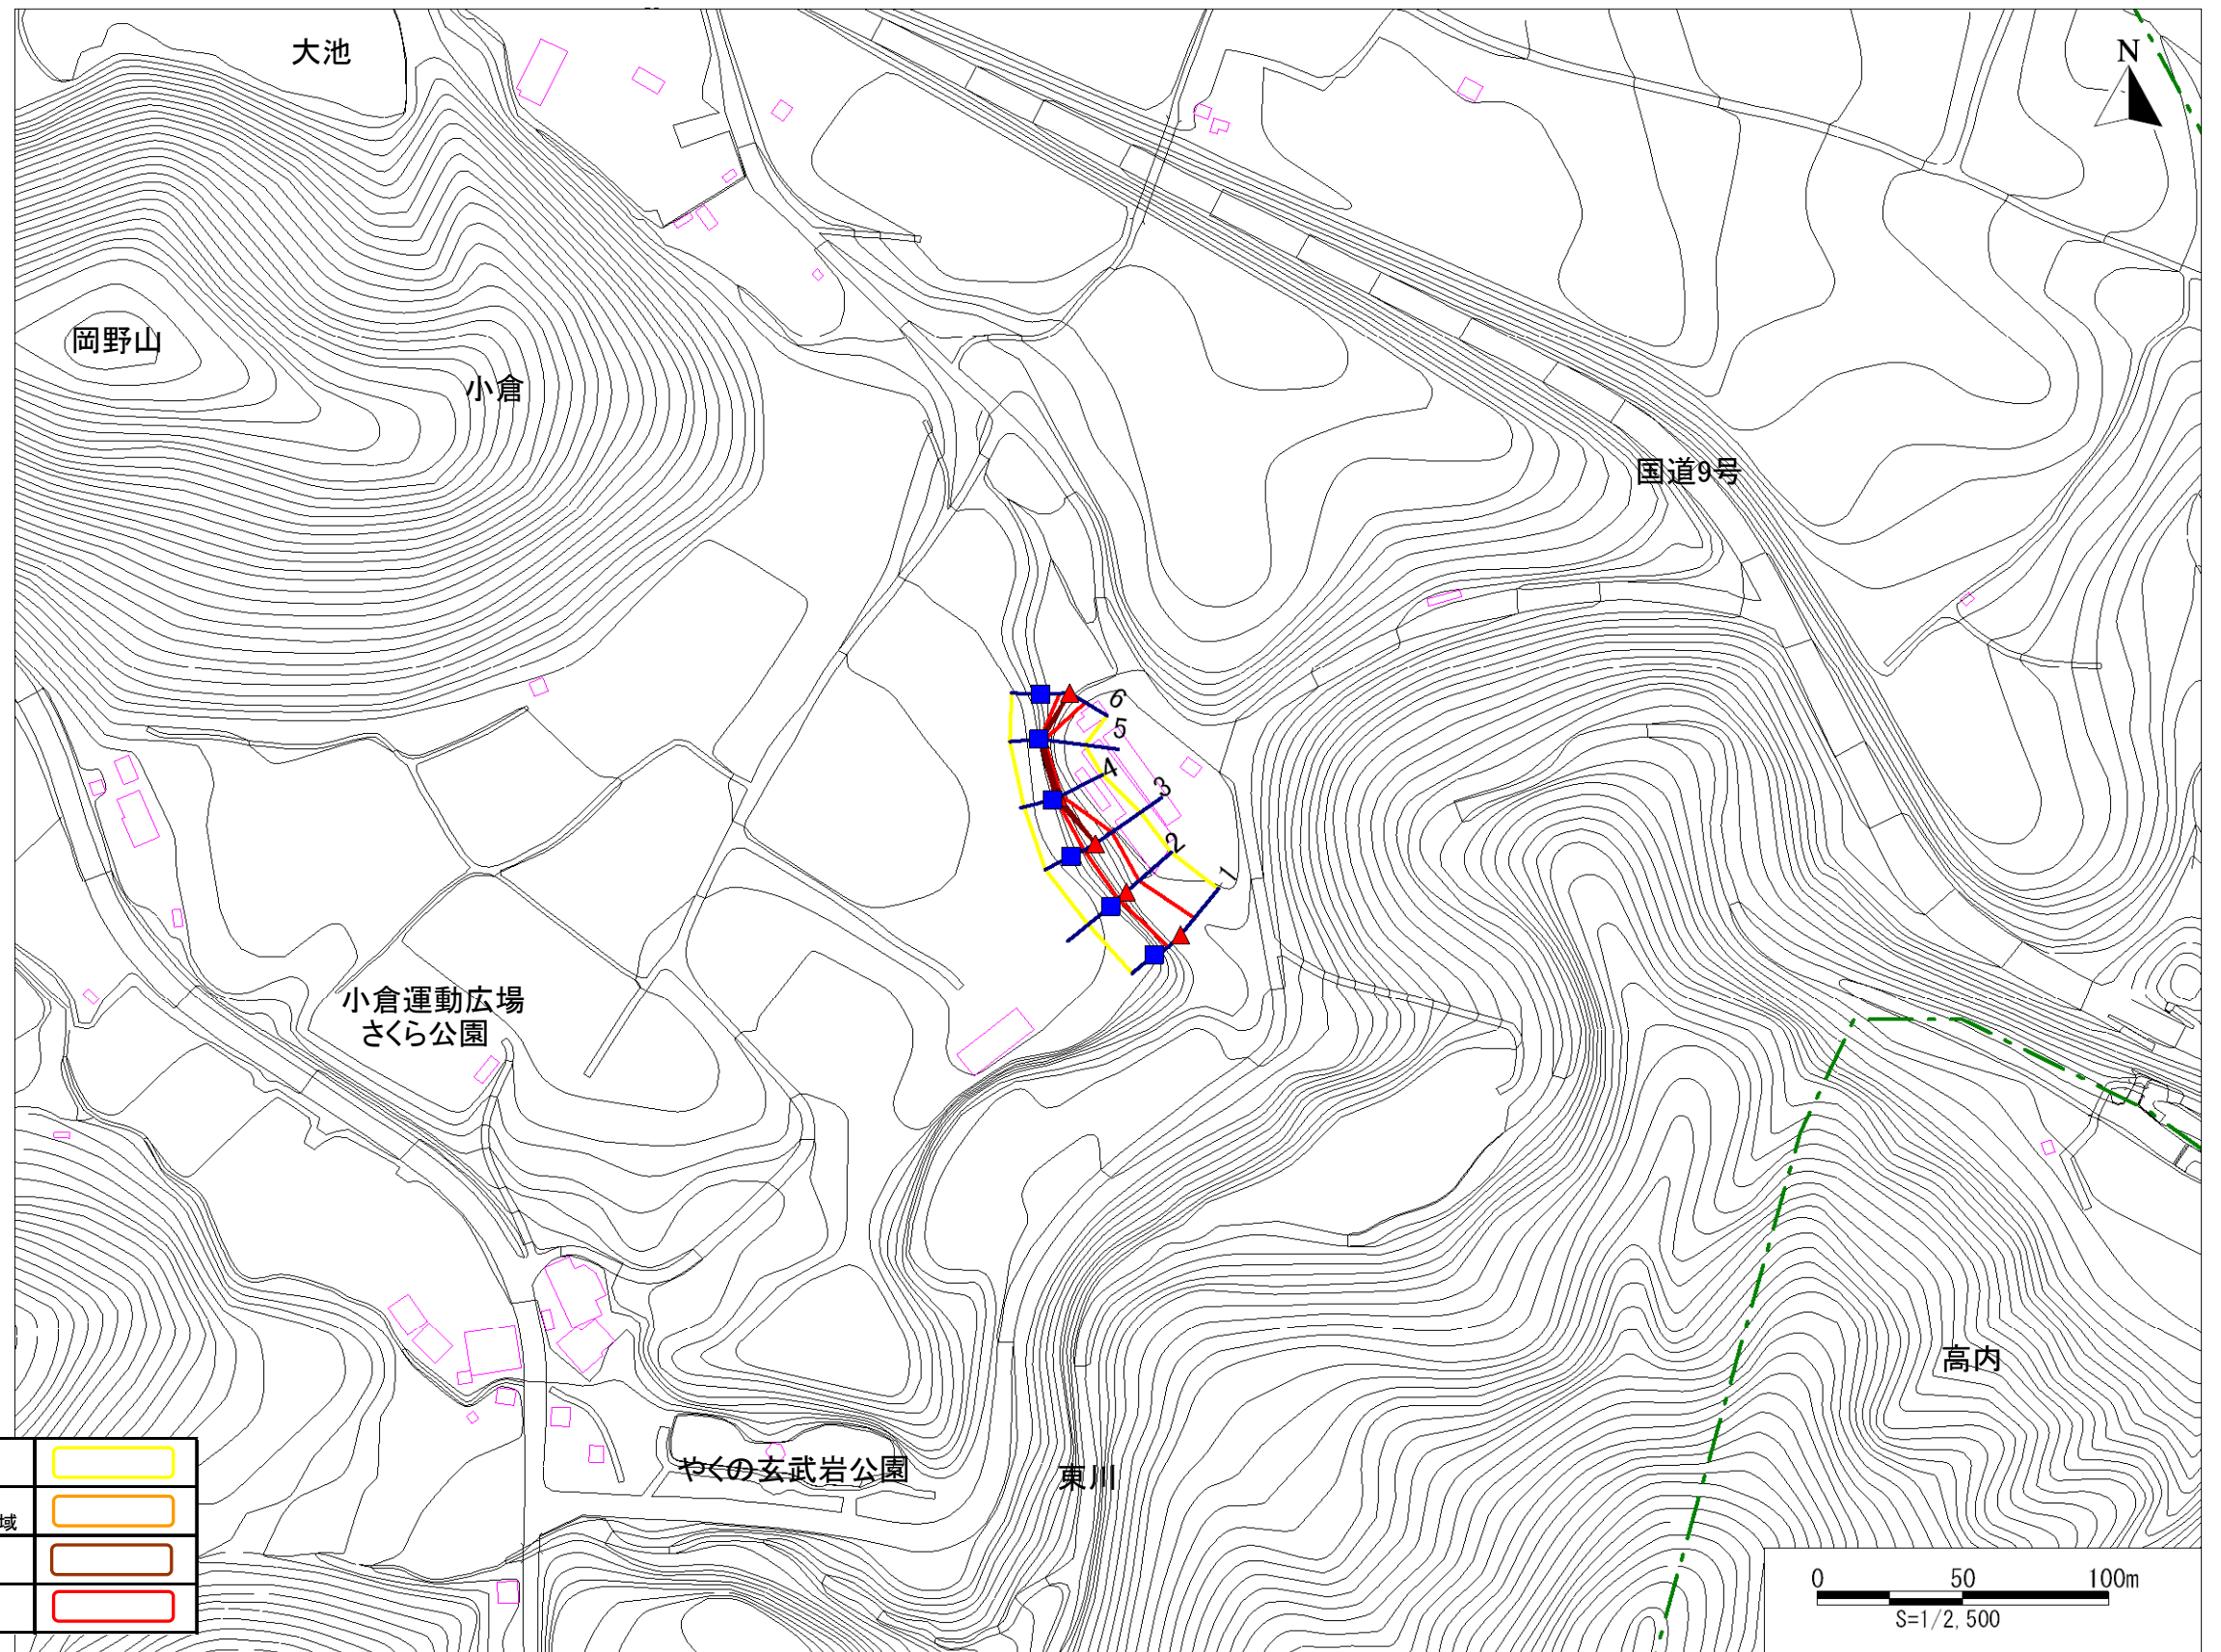 大池
N
岡野山
小倉
国道9号
6
5
4
3
2
1
小倉運動広場
さくら公園
高内
やくの玄武岩公園
東川
域
0 50 100m
S=1/2,500